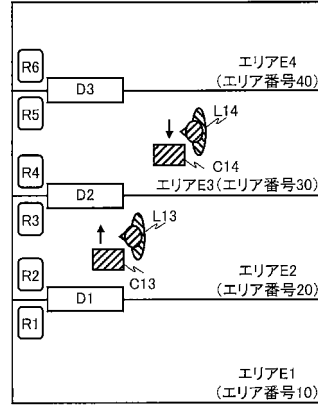 R6
エリアE4
D3
(エリア番号40)
R5
L14
R4
C14
D2
エリアE3(エリア番号30)
R3
L13
R2
エリアE2
C13
D1
(エリア番号20)
R1
エリアE1
(エリア番号10)